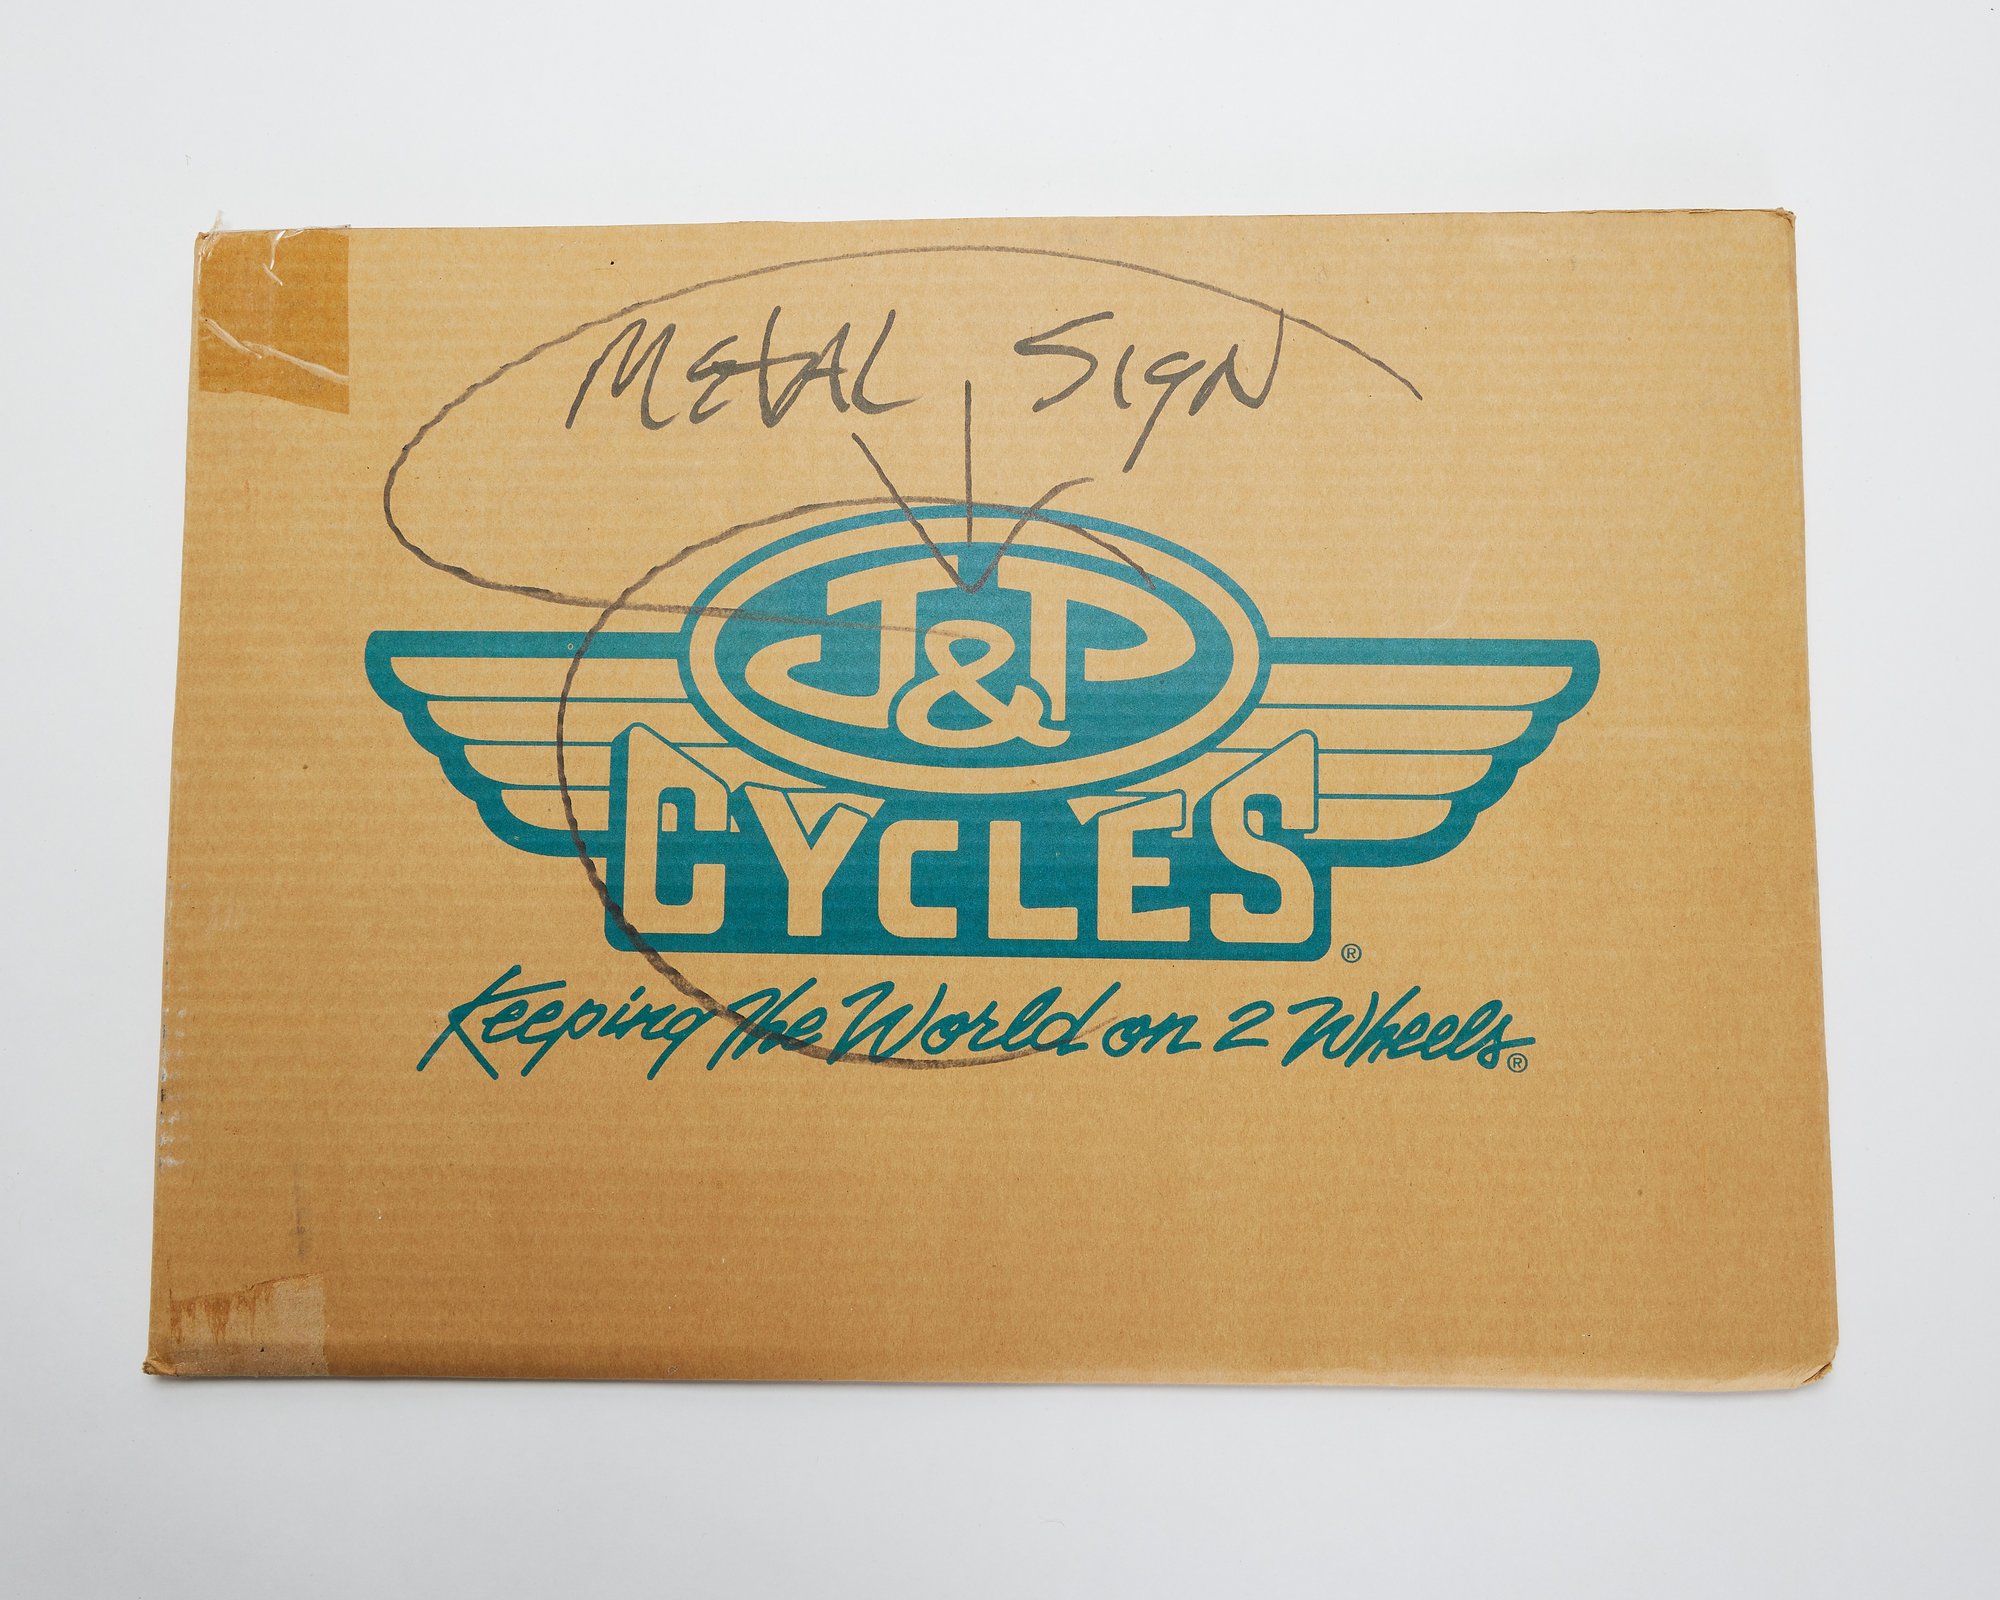 MetAL SIgN
J&P
CYCLES®
Keeping The World on 2 Wheels®